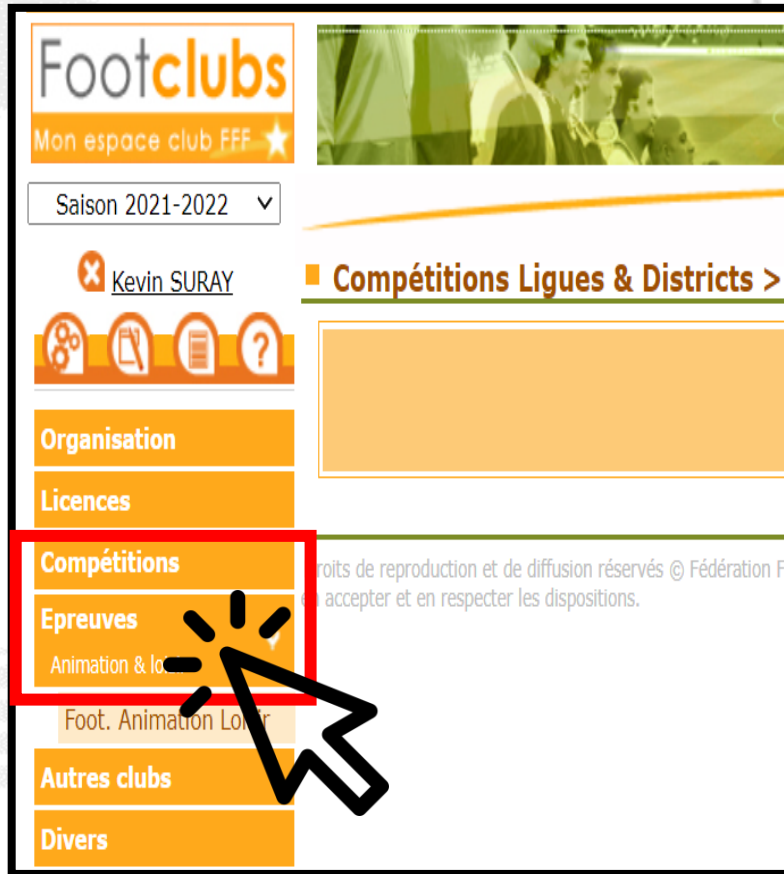 Footclubs
Mon espace club FFF
Saison 2021-2022
Kevin SURAY
Compétitions Ligues & Districts >
?
Organisation
Licences
Compétitions
roits de reproduction et de diffusion réservés © Fédération F
accepter et en respecter les dispositions.
Epreuves
Animation &
Foot. Animation
Autres clubs
Divers